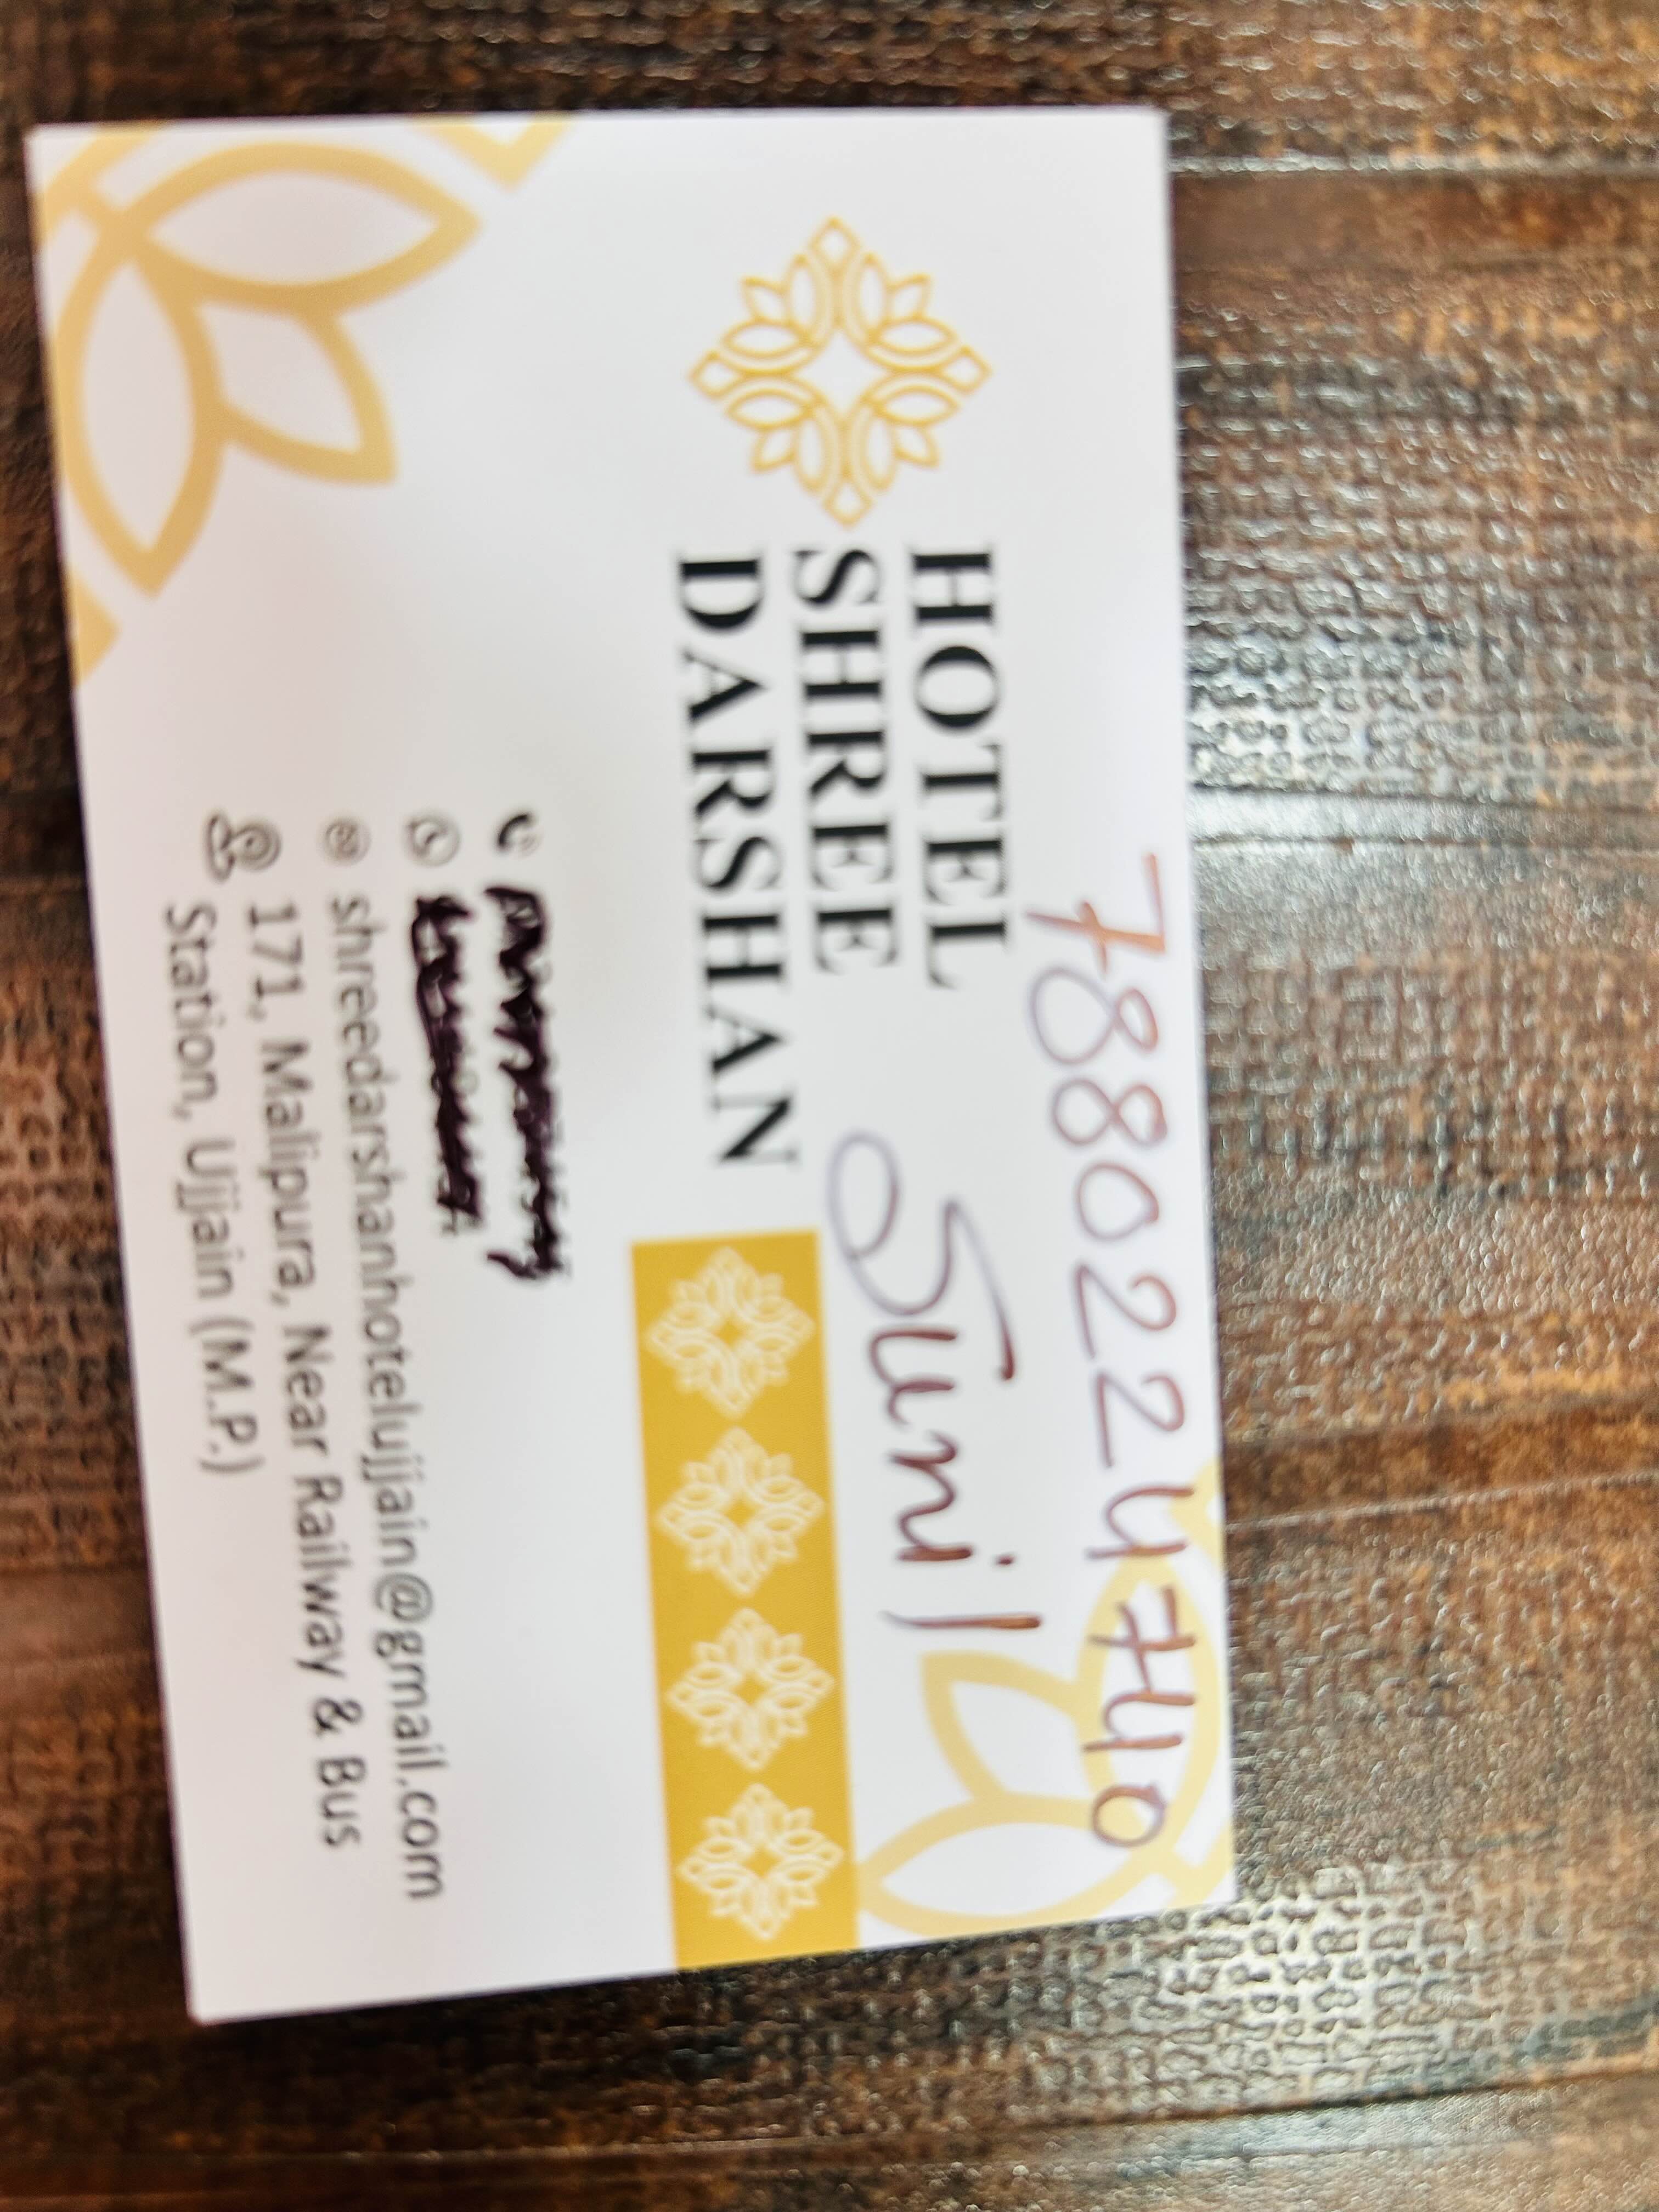 7880224740
Sunil
HOTEL
SHREE
DARSHAN
shreedarshanhotelujjain@gmail.com
171, Malipura, Near Railway & Bus
Station, Ujjain (M.P.)